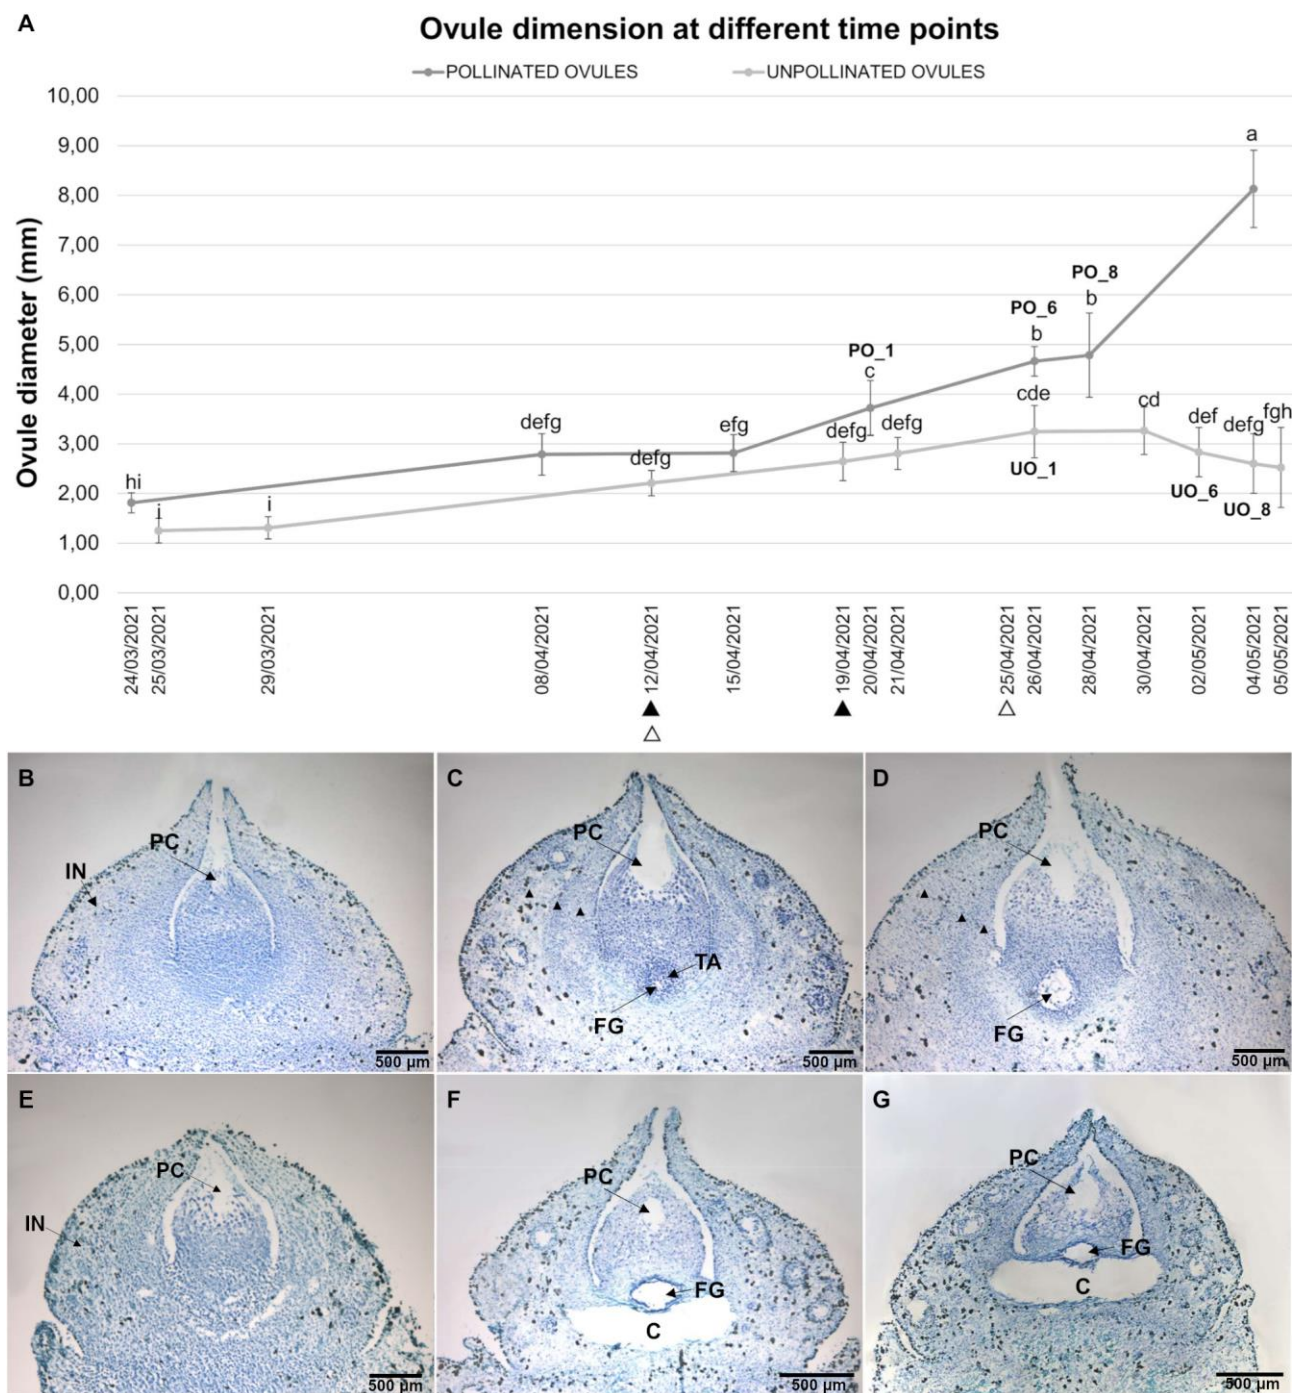 A
Ovule dimension at different time points
POLLINATED OVULES UNPOLLINATED OVULES
Ovule diameter (mm)
10,00
9,00
8,00
7,00
6,00
5,00
4,00
3,00
2,00
1,00
0,00
hi
i
i
defg
defg
efg
defg
PO_1
c
defg
PO_6
b
cde
UO_1
PO_8
b
cd
def
UO_6
a
defg
UO_8
fgh
24/03/2021
25/03/2021
29/03/2021
08/04/2021
12/04/2021
15/04/2021
19/04/2021
20/04/2021
21/04/2021
25/04/2021
26/04/2021
28/04/2021
30/04/2021
02/05/2021
04/05/2021
05/05/2021
B
PC
IN
500 µm
C
PC
TA
FG
500 µm
D
PC
FG
500 µm
E
PC
IN
500 µm
F
PC
FG
C
500 µm
G
PC
FG
C
500 µm